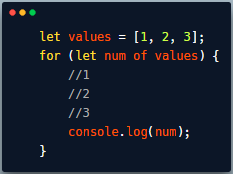 let values = [1, 2, 3];
for (let num of values) {
    //1
    //2
    //3
    console.log(num);
}